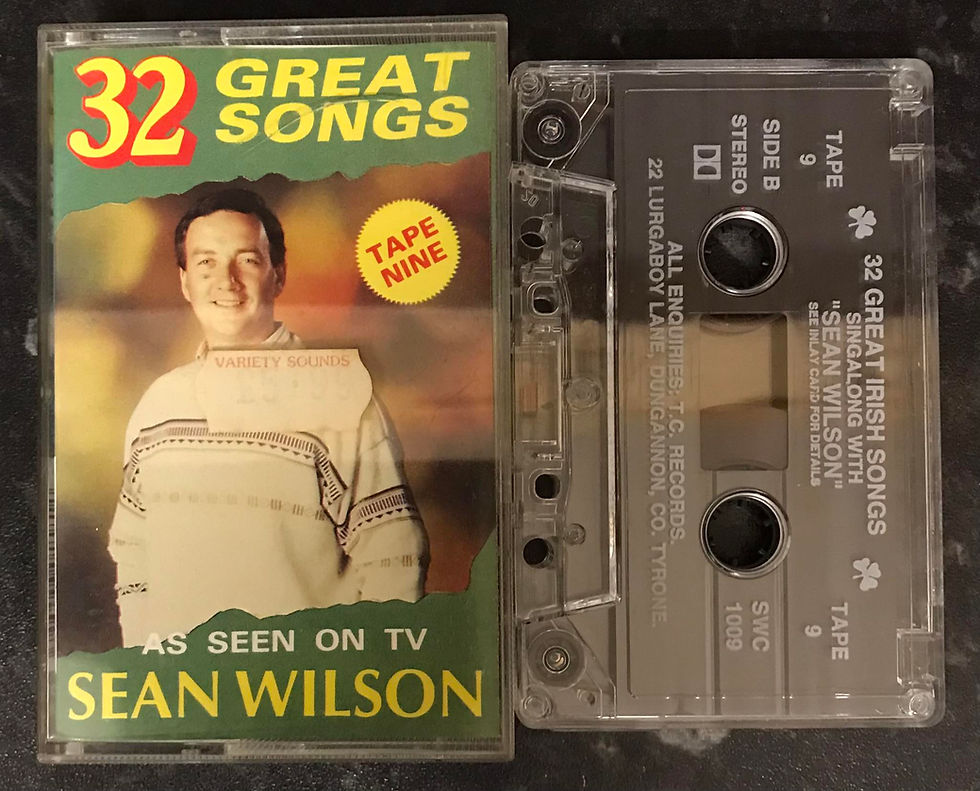 32 GREAT
SONGS
TAPE
NINE
VARIETY SOUNDS
AS SEEN ON TV
SEAN WILSON
TAPE
9
32 GREAT IRISH SONGS
SINGALONG WITH
"SEAN WILSON"
SEE INLAY CARD FOR DETAILS
TAPE
9
SIDE B
STEREO
SWC
1009
ALL ENQUIRIES: T.C. RECORDS.
22 LURGABOY LANE, DUNGANNON, CO. TYRONE.